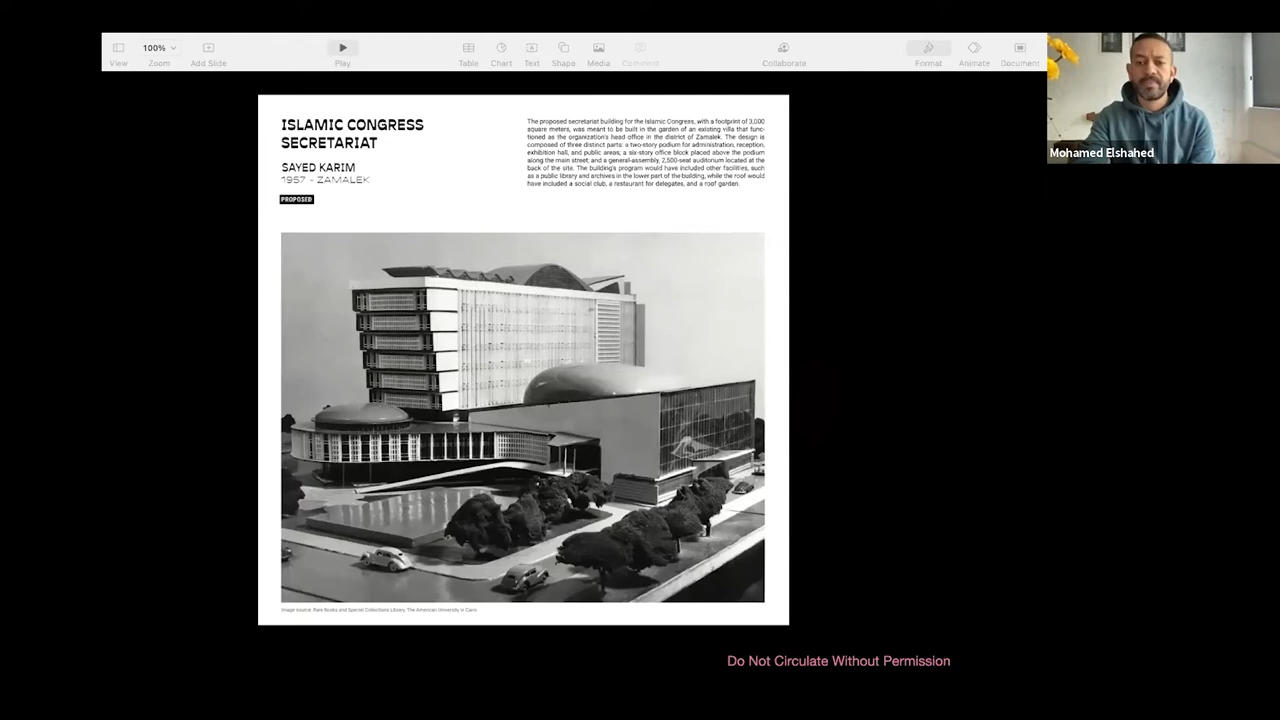 100%
View
Zoom
Add Slide
Play
Table
Chart
Text
Shape
Media
Comment
Collaborate
Format
Animate
Document
Mohamed Elshahed
ISLAMIC CONGRESS
SECRETARIAT
SAYED KARIM
1957 - ZAMALEK
PROPOSED
The proposed secretariat building for the Islamic Congress, with a footprint of 3,000
square meters, was meant to be built in the garden of an existing villa that func-
tioned as the organization's head office in the district of Zamalek. The design is
composed of three distinct parts: a two-story podium for administration, reception,
exhibition hall, and public areas; a six-story office block placed above the podium
along the main street; and a general-assembly, 2,500-seat auditorium located at the
back of the site. The building's program would have included other facilities, such
as a public library and archives in the lower part of the building, while the roof would
have included a social club, a restaurant for delegates, and a roof garden.
Image source: Rare Books and Special Collections Library, The American University in Cairo
Do Not Circulate Without Permission